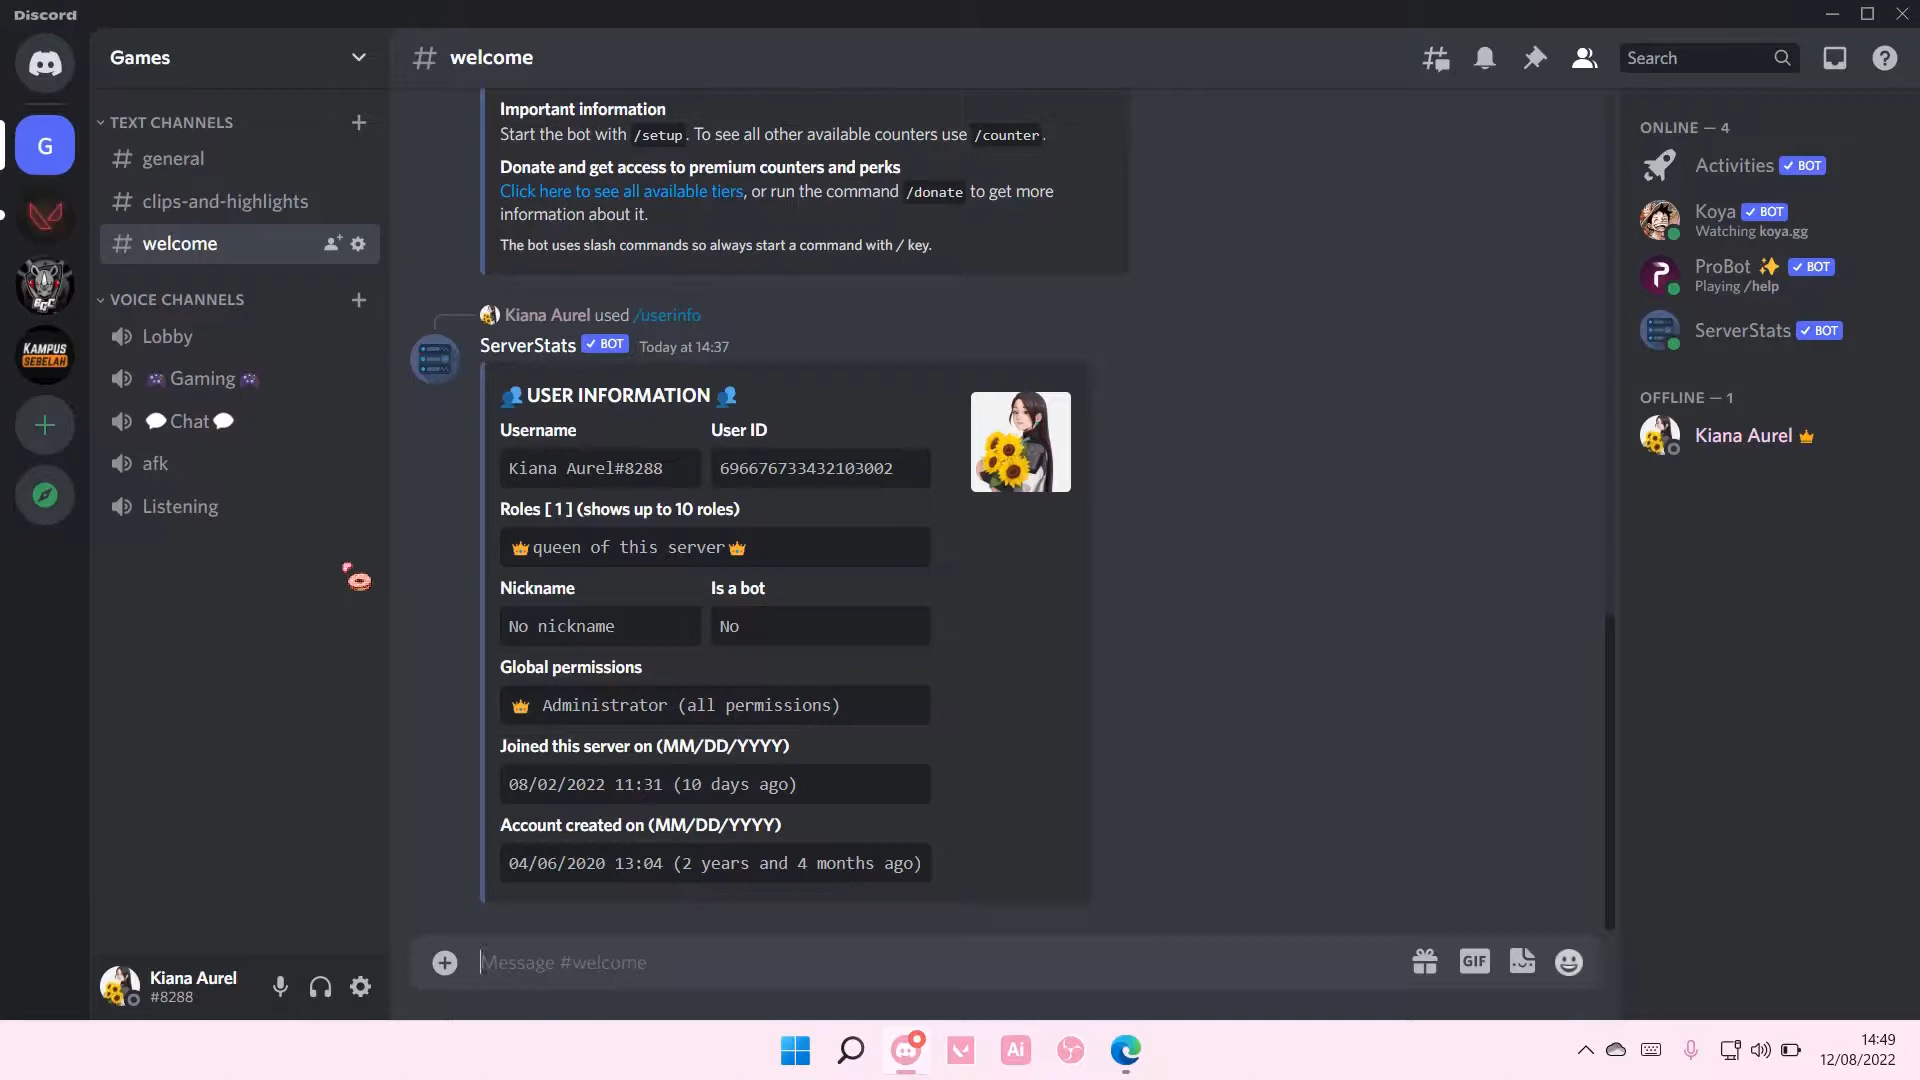 Discord
Games
# welcome
Search
TEXT CHANNELS
general
clips-and-highlights
welcome
VOICE CHANNELS
Lobby
🎮Gaming🎮
💬Chat💬
afk
Listening
G
BGC
KAMPUS
SEBELAH
Kiana Aurel
#8288
Important information
Start the bot with /setup. To see all other available counters use /counter.
Donate and get access to premium counters and perks
Click here to see all available tiers, or run the command /donate to get more
information about it.
The bot uses slash commands so always start a command with / key.
Kiana Aurel used /userinfo
ServerStats ✓ BOT Today at 14:37
👥 USER INFORMATION 👥
Username User ID
Kiana Aurel#8288 696676733432103002
Roles [ 1 ] (shows up to 10 roles)
👑queen of this server👑
Nickname Is a bot
No nickname No
Global permissions
👑 Administrator (all permissions)
Joined this server on (MM/DD/YYYY)
08/02/2022 11:31 (10 days ago)
Account created on (MM/DD/YYYY)
04/06/2020 13:04 (2 years and 4 months ago)
Message #welcome
GIF
ONLINE — 4
Activities ✓ BOT
Koya ✓ BOT
Watching koya.gg
ProBot ✨ ✓ BOT
Playing /help
ServerStats ✓ BOT
OFFLINE — 1
Kiana Aurel 👑
Ai
14:49
12/08/2022